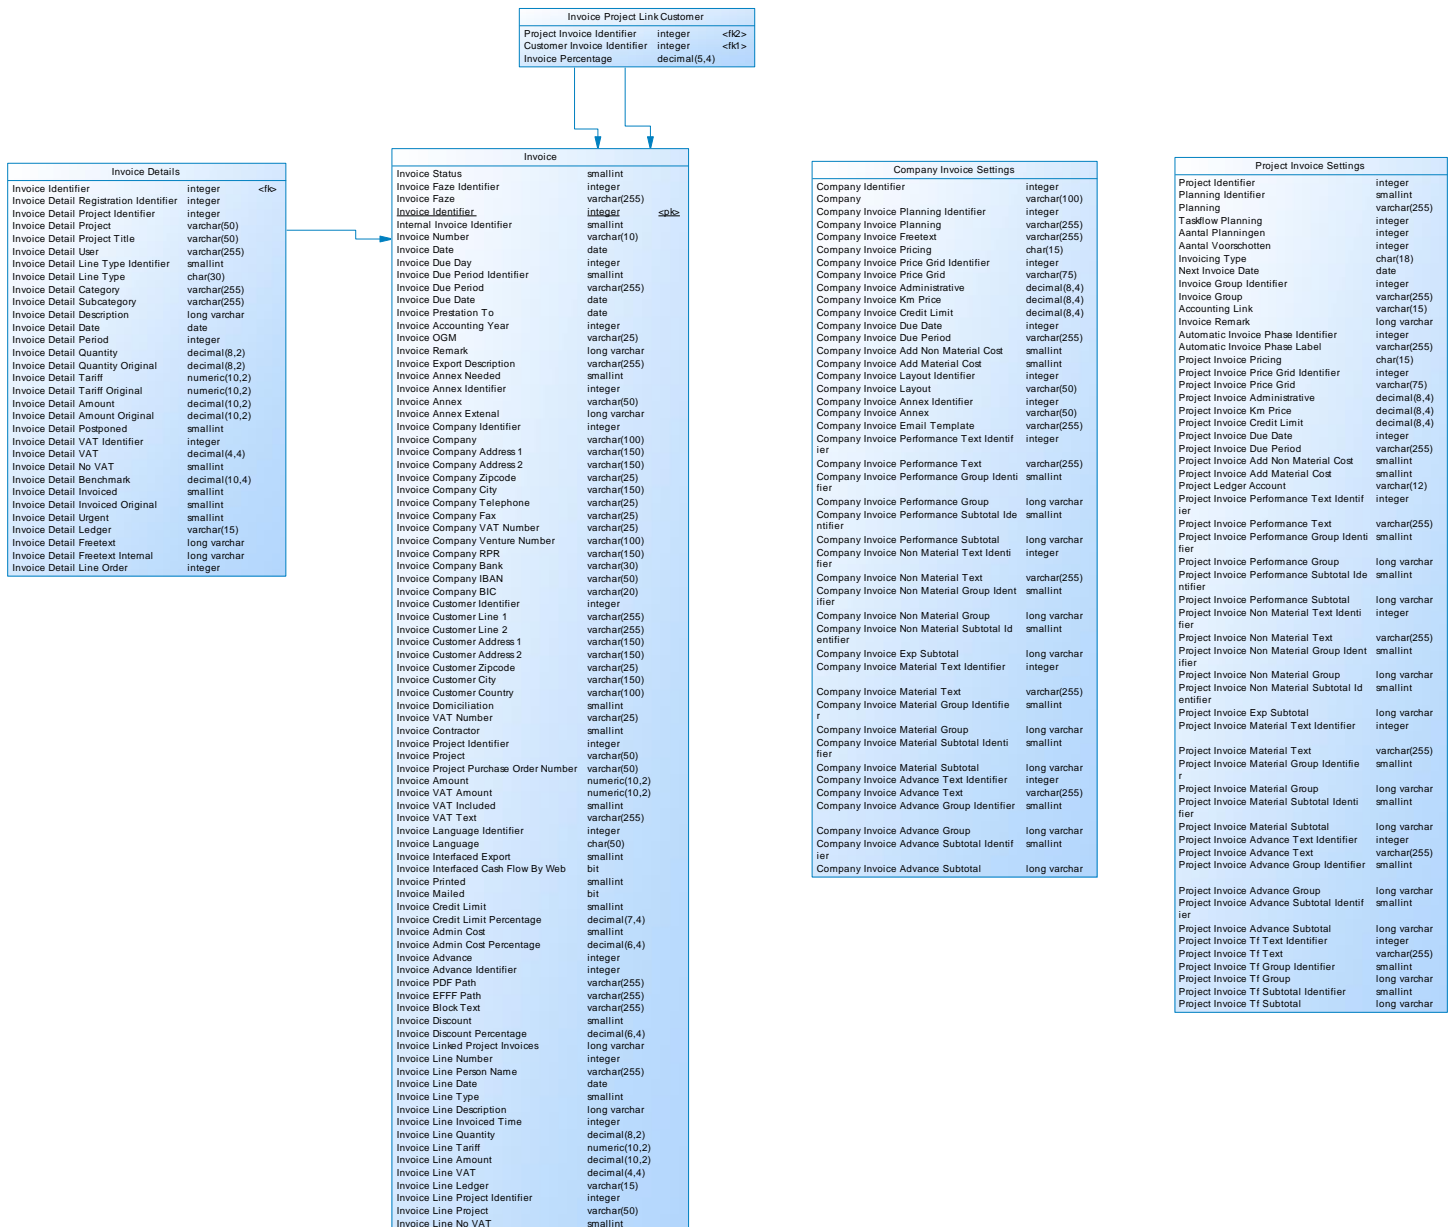 Invoice Project Link Customer
Project Invoice Identifier integer <fk2>
Customer Invoice Identifier integer <fk1>
Invoice Percentage decimal(5,4)
Invoice Details
Invoice Identifier integer <fk>
Invoice Detail Registration Identifier integer
Invoice Detail Project Identifier integer
Invoice Detail Project varchar(50)
Invoice Detail Project Title varchar(50)
Invoice Detail User varchar(255)
Invoice Detail Line Type Identifier smallint
Invoice Detail Line Type char(30)
Invoice Detail Category varchar(255)
Invoice Detail Subcategory varchar(255)
Invoice Detail Description long varchar
Invoice Detail Date date
Invoice Detail Period integer
Invoice Detail Quantity decimal(8,2)
Invoice Detail Quantity Original decimal(8,2)
Invoice Detail Tariff numeric(10,2)
Invoice Detail Tariff Original numeric(10,2)
Invoice Detail Amount decimal(10,2)
Invoice Detail Amount Original decimal(10,2)
Invoice Detail Postponed smallint
Invoice Detail VAT Identifier integer
Invoice Detail VAT decimal(4,4)
Invoice Detail No VAT smallint
Invoice Detail Benchmark decimal(10,4)
Invoice Detail Invoiced smallint
Invoice Detail Invoiced Original smallint
Invoice Detail Urgent smallint
Invoice Detail Ledger varchar(15)
Invoice Detail Freetext long varchar
Invoice Detail Freetext Internal long varchar
Invoice Detail Line Order integer
Invoice
Invoice Status smallint
Invoice Faze Identifier integer
Invoice Faze varchar(255)
Invoice Identifier integer <pk>
Internal Invoice Identifier smallint
Invoice Number varchar(10)
Invoice Date date
Invoice Due Day integer
Invoice Due Period Identifier smallint
Invoice Due Period varchar(255)
Invoice Due Date date
Invoice Prestation To date
Invoice Accounting Year integer
Invoice OGM varchar(25)
Invoice Remark long varchar
Invoice Export Description varchar(255)
Invoice Annex Needed smallint
Invoice Annex Identifier integer
Invoice Annex varchar(50)
Invoice Annex Extenal long varchar
Invoice Company Identifier integer
Invoice Company varchar(100)
Invoice Company Address 1 varchar(150)
Invoice Company Address 2 varchar(150)
Invoice Company Zipcode varchar(25)
Invoice Company City varchar(150)
Invoice Company Telephone varchar(25)
Invoice Company Fax varchar(25)
Invoice Company VAT Number varchar(25)
Invoice Company Venture Number varchar(100)
Invoice Company RPR varchar(150)
Invoice Company Bank varchar(30)
Invoice Company IBAN varchar(50)
Invoice Company BIC varchar(20)
Invoice Customer Identifier integer
Invoice Customer Line 1 varchar(255)
Invoice Customer Line 2 varchar(255)
Invoice Customer Address 1 varchar(150)
Invoice Customer Address 2 varchar(150)
Invoice Customer Zipcode varchar(25)
Invoice Customer City varchar(150)
Invoice Customer Country varchar(100)
Invoice Domiciliation smallint
Invoice VAT Number varchar(25)
Invoice Contractor smallint
Invoice Project Identifier integer
Invoice Project varchar(50)
Invoice Project Purchase Order Number varchar(50)
Invoice Amount numeric(10,2)
Invoice VAT Amount numeric(10,2)
Invoice VAT Included smallint
Invoice VAT Text varchar(255)
Invoice Language Identifier integer
Invoice Language char(50)
Invoice Interfaced Export smallint
Invoice Interfaced Cash Flow By Web bit
Invoice Printed smallint
Invoice Mailed bit
Invoice Credit Limit smallint
Invoice Credit Limit Percentage decimal(7,4)
Invoice Admin Cost smallint
Invoice Admin Cost Percentage decimal(6,4)
Invoice Advance integer
Invoice Advance Identifier integer
Invoice PDF Path varchar(255)
Invoice EFFF Path varchar(255)
Invoice Block Text varchar(255)
Invoice Discount smallint
Invoice Discount Percentage decimal(6,4)
Invoice Linked Project Invoices long varchar
Invoice Line Number integer
Invoice Line Person Name varchar(255)
Invoice Line Date date
Invoice Line Type smallint
Invoice Line Description long varchar
Invoice Line Invoiced Time integer
Invoice Line Quantity decimal(8,2)
Invoice Line Tariff numeric(10,2)
Invoice Line Amount decimal(10,2)
Invoice Line VAT decimal(4,4)
Invoice Line Ledger varchar(15)
Invoice Line Project Identifier integer
Invoice Line Project varchar(50)
Invoice Line No VAT smallint
Company Invoice Settings
Company Identifier integer
Company varchar(100)
Company Invoice Planning Identifier integer
Company Invoice Planning varchar(255)
Company Invoice Freetext varchar(255)
Company Invoice Pricing char(15)
Company Invoice Price Grid Identifier integer
Company Invoice Price Grid varchar(75)
Company Invoice Administrative decimal(8,4)
Company Invoice Km Price decimal(8,4)
Company Invoice Credit Limit decimal(8,4)
Company Invoice Due Date integer
Company Invoice Due Period varchar(255)
Company Invoice Add Non Material Cost smallint
Company Invoice Add Material Cost smallint
Company Invoice Layout Identifier integer
Company Invoice Layout varchar(50)
Company Invoice Annex Identifier integer
Company Invoice Annex varchar(50)
Company Invoice Email Template varchar(255)
Company Invoice Performance Text Identif integer
ier
Company Invoice Performance Text varchar(255)
Company Invoice Performance Group Identi smallint
fier
Company Invoice Performance Group long varchar
Company Invoice Performance Subtotal Ide smallint
ntifier
Company Invoice Performance Subtotal long varchar
Company Invoice Non Material Text Identi integer
fier
Company Invoice Non Material Text varchar(255)
Company Invoice Non Material Group Ident smallint
ifier
Company Invoice Non Material Group long varchar
Company Invoice Non Material Subtotal Id smallint
entifier
Company Invoice Exp Subtotal long varchar
Company Invoice Material Text Identifier integer
Company Invoice Material Text varchar(255)
Company Invoice Material Group Identifie smallint
r
Company Invoice Material Group long varchar
Company Invoice Material Subtotal Identi smallint
fier
Company Invoice Material Subtotal long varchar
Company Invoice Advance Text Identifier integer
Company Invoice Advance Text varchar(255)
Company Invoice Advance Group Identifier smallint
Company Invoice Advance Group long varchar
Company Invoice Advance Subtotal Identif smallint
ier
Company Invoice Advance Subtotal long varchar
Project Invoice Settings
Project Identifier integer
Planning Identifier smallint
Planning varchar(255)
Taskflow Planning integer
Aantal Planningen integer
Aantal Voorschotten integer
Invoicing Type char(18)
Next Invoice Date date
Invoice Group Identifier integer
Invoice Group varchar(255)
Accounting Link varchar(15)
Invoice Remark long varchar
Automatic Invoice Phase Identifier integer
Automatic Invoice Phase Label varchar(255)
Project Invoice Pricing char(15)
Project Invoice Price Grid Identifier integer
Project Invoice Price Grid varchar(75)
Project Invoice Administrative decimal(8,4)
Project Invoice Km Price decimal(8,4)
Project Invoice Credit Limit decimal(8,4)
Project Invoice Due Date integer
Project Invoice Due Period varchar(255)
Project Invoice Add Non Material Cost smallint
Project Invoice Add Material Cost smallint
Project Ledger Account varchar(12)
Project Invoice Performance Text Identif integer
ier
Project Invoice Performance Text varchar(255)
Project Invoice Performance Group Identi smallint
fier
Project Invoice Performance Group long varchar
Project Invoice Performance Subtotal Ide smallint
ntifier
Project Invoice Performance Subtotal long varchar
Project Invoice Non Material Text Identi integer
fier
Project Invoice Non Material Text varchar(255)
Project Invoice Non Material Group Ident smallint
ifier
Project Invoice Non Material Group long varchar
Project Invoice Non Material Subtotal Id smallint
entifier
Project Invoice Exp Subtotal long varchar
Project Invoice Material Text Identifier integer
Project Invoice Material Text varchar(255)
Project Invoice Material Group Identifie smallint
r
Project Invoice Material Group long varchar
Project Invoice Material Subtotal Identi smallint
fier
Project Invoice Material Subtotal long varchar
Project Invoice Advance Text Identifier integer
Project Invoice Advance Text varchar(255)
Project Invoice Advance Group Identifier smallint
Project Invoice Advance Group long varchar
Project Invoice Advance Subtotal Identif smallint
ier
Project Invoice Advance Subtotal long varchar
Project Invoice Tf Text Identifier integer
Project Invoice Tf Text varchar(255)
Project Invoice Tf Group Identifier smallint
Project Invoice Tf Group long varchar
Project Invoice Tf Subtotal Identifier smallint
Project Invoice Tf Subtotal long varchar